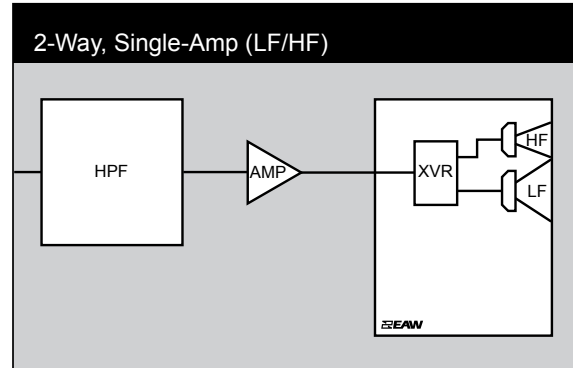 2-Way, Single-Amp (LF/HF)
HPF
AMP
XVR
HF
LF
EAW